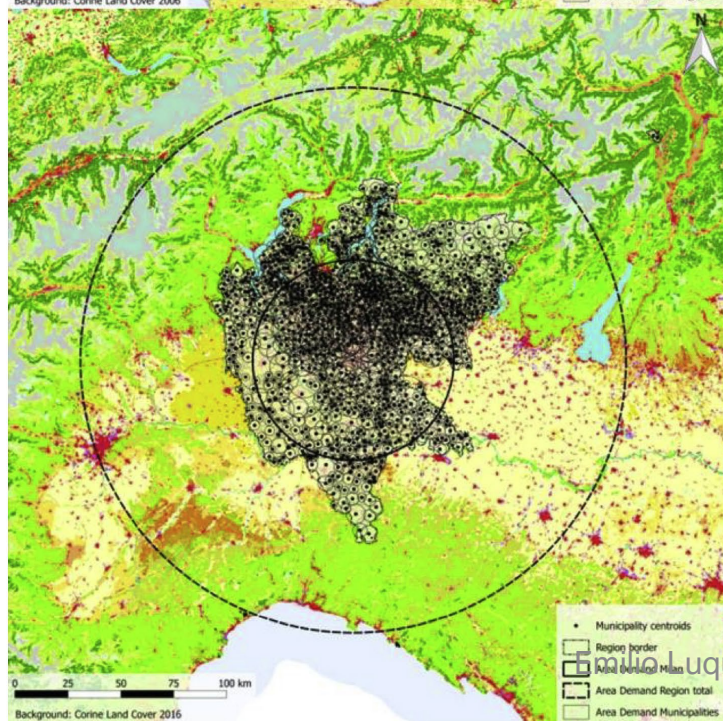 Background: Corine Land Cover 2006
N
Municipality centroids
Region border
Area Demand Milan
Emilio Luq
Area Demand Region total
Area Demand Municipalities
0 25 50 75 100 km
Background: Corine Land Cover 2016